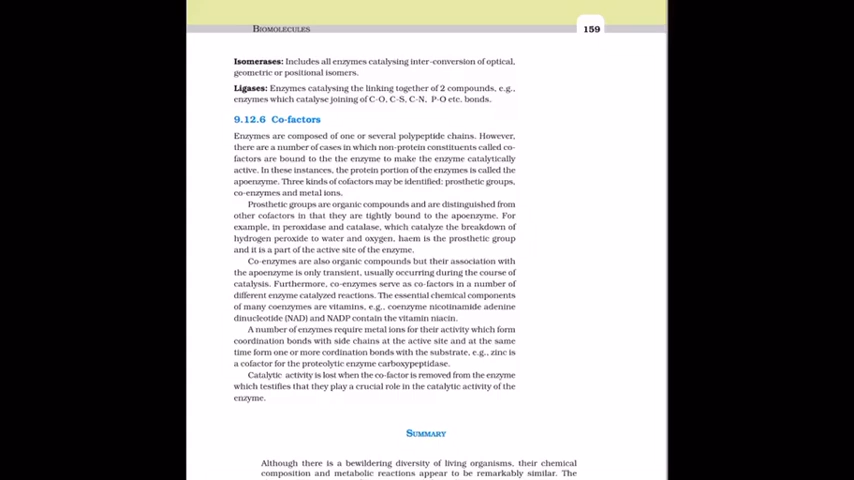 BIOMOLECULES
159
Isomerases: Includes all enzymes catalysing inter-conversion of optical,
geometric or positional isomers.
Ligases: Enzymes catalysing the linking together of 2 compounds, e.g.,
enzymes which catalyse joining of C-O, C-S, C-N, P-O etc. bonds.
9.12.6 Co-factors
Enzymes are composed of one or several polypeptide chains. However,
there are a number of cases in which non-protein constituents called co-
factors are bound to the the enzyme to make the enzyme catalytically
active. In these instances, the protein portion of the enzymes is called the
apoenzyme. Three kinds of cofactors may be identified: prosthetic groups,
co-enzymes and metal ions.
Prosthetic groups are organic compounds and are distinguished from
other cofactors in that they are tightly bound to the apoenzyme. For
example, in peroxidase and catalase, which catalyze the breakdown of
hydrogen peroxide to water and oxygen, haem is the prosthetic group
and it is a part of the active site of the enzyme.
Co-enzymes are also organic compounds but their association with
the apoenzyme is only transient, usually occurring during the course of
catalysis. Furthermore, co-enzymes serve as co-factors in a number of
different enzyme catalyzed reactions. The essential chemical components
of many coenzymes are vitamins, e.g., coenzyme nicotinamide adenine
dinucleotide (NAD) and NADP contain the vitamin niacin.
A number of enzymes require metal ions for their activity which form
coordination bonds with side chains at the active site and at the same
time form one or more cordination bonds with the substrate, e.g., zinc is
a cofactor for the proteolytic enzyme carboxypeptidase.
Catalytic activity is lost when the co-factor is removed from the enzyme
which testifies that they play a crucial role in the catalytic activity of the
enzyme.
SUMMARY
Although there is a bewildering diversity of living organisms, their chemical
composition and metabolic reactions appear to be remarkably similar. The